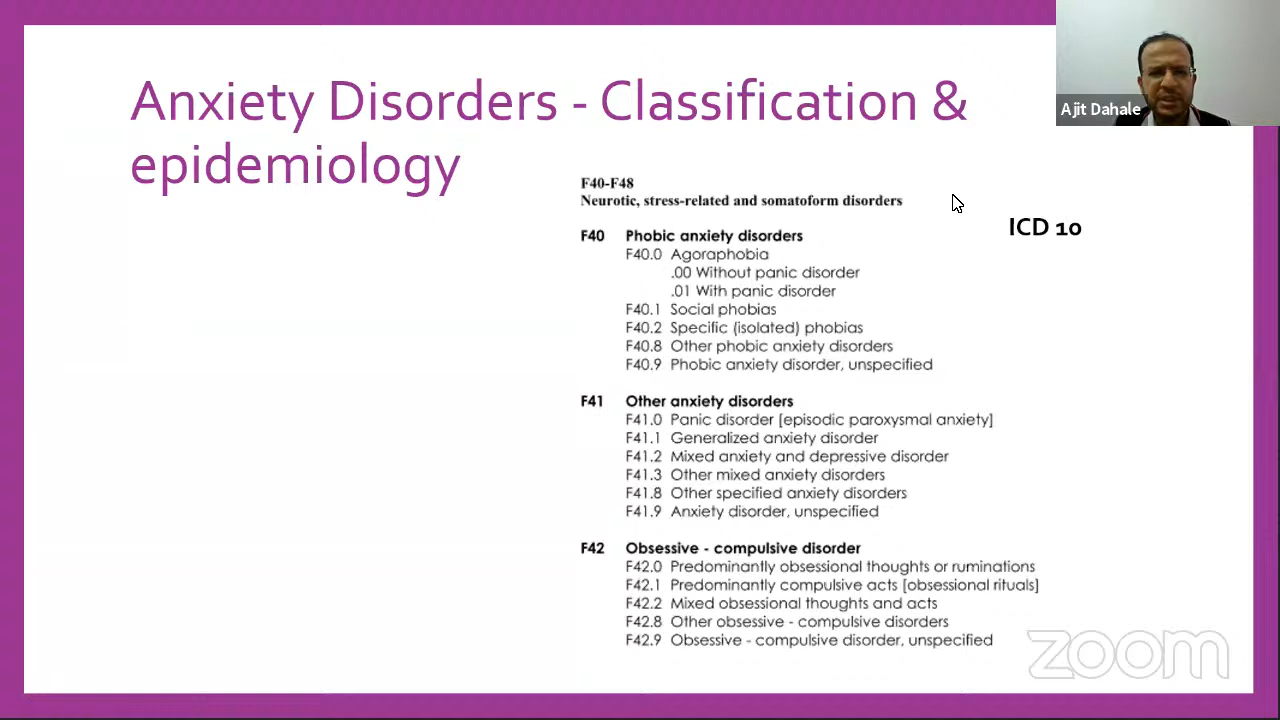 Anxiety Disorders - Classification &
epidemiology
Ajit Dahale
F40-F48
Neurotic, stress-related and somatoform disorders
ICD 10
F40 Phobic anxiety disorders
F40.0 Agoraphobia
.00 Without panic disorder
.01 With panic disorder
F40.1 Social phobias
F40.2 Specific (isolated) phobias
F40.8 Other phobic anxiety disorders
F40.9 Phobic anxiety disorder, unspecified
F41 Other anxiety disorders
F41.0 Panic disorder [episodic paroxysmal anxiety]
F41.1 Generalized anxiety disorder
F41.2 Mixed anxiety and depressive disorder
F41.3 Other mixed anxiety disorders
F41.8 Other specified anxiety disorders
F41.9 Anxiety disorder, unspecified
F42 Obsessive - compulsive disorder
F42.0 Predominantly obsessional thoughts or ruminations
F42.1 Predominantly compulsive acts [obsessional rituals]
F42.2 Mixed obsessional thoughts and acts
F42.8 Other obsessive - compulsive disorders
F42.9 Obsessive - compulsive disorder, unspecified
zoom